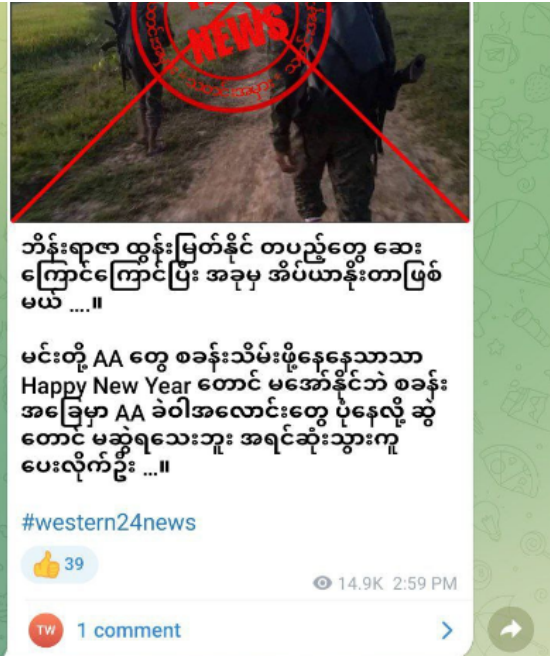 NEWS
ဘိန်းရာဇာ ထွန်းမြတ်နိုင် တပည့်တွေ ဆေး
ကြောင်ကြောင်ပြီး အခုမှ အိပ်ယာနိုးတာဖြစ်
မယ် ....။
မင်းတို့ AA တွေ စခန်းသိမ်းဖို့နေနေသာသာ
Happy New Year တောင် မအော်နိုင်ဘဲ စခန်း
အခြေမှာ AA ခဲဝါအလောင်းတွေ ပုံနေလို့ ဆွဲ
တောင် မဆွဲရသေးဘူး အရင်ဆုံးသွားကူ
ပေးလိုက်ဦး ...။
#western24news
👍 39
14.9K 2:59 PM
TW 1 comment